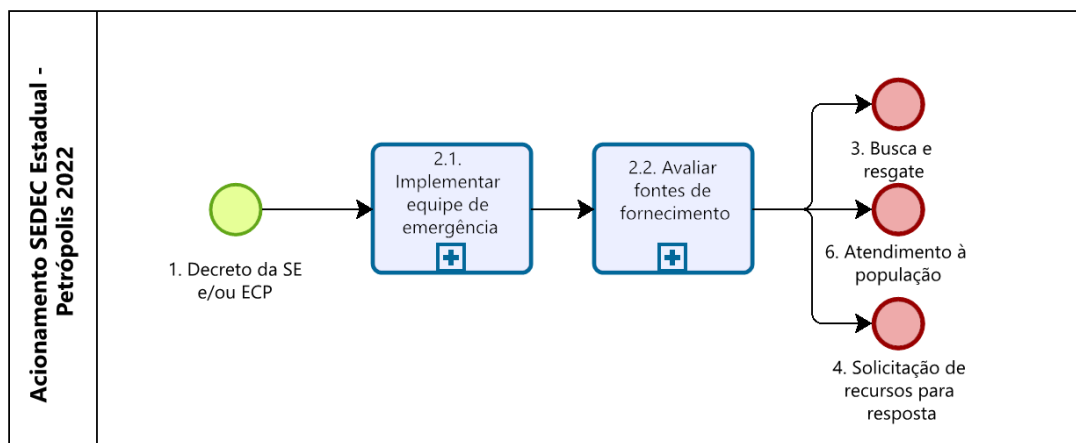 Acionamento SEDEC Estadual -
Petrópolis 2022
1. Decreto da SE
e/ou ECP
2.1.
Implementar
equipe de
emergência
2.2. Avaliar
fontes de
fornecimento
3. Busca e
resgate
6. Atendimento à
população
4. Solicitação de
recursos para
resposta